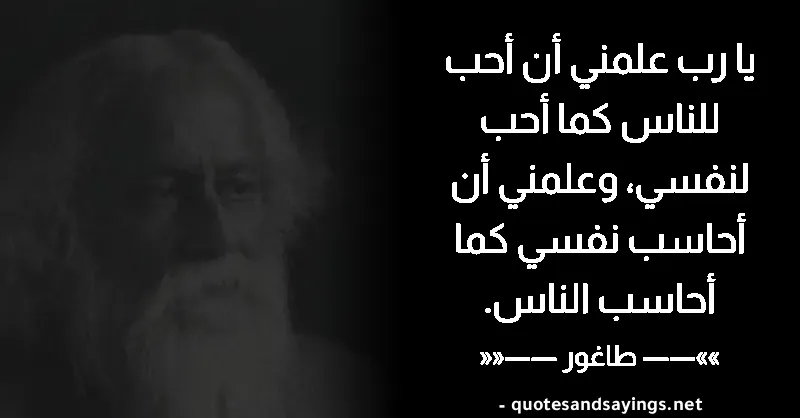 يا رب علمني أن أحب
للناس كما أحب
لنفسي، وعلمني أن
أحاسب نفسي كما
أحاسب الناس.
»»—— طاغور ——««
- quotesandsayings.net